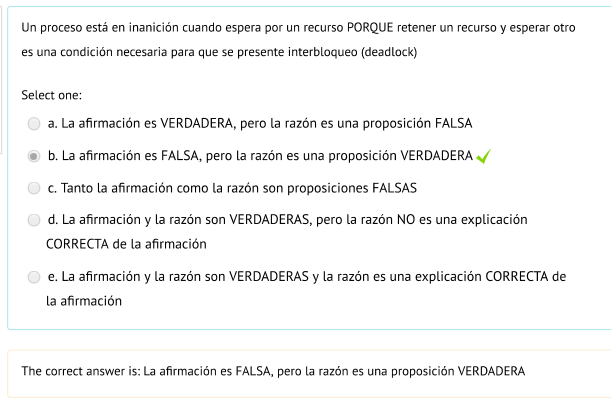 Un proceso está en inanición cuando espera por un recurso PORQUE retener un recurso y esperar otro
es una condición necesaria para que se presente interbloqueo (deadlock)
Select one:
a. La afirmación es VERDADERA, pero la razón es una proposición FALSA
b. La afirmación es FALSA, pero la razón es una proposición VERDADERA
c. Tanto la afirmación como la razón son proposiciones FALSAS
d. La afirmación y la razón son VERDADERAS, pero la razón NO es una explicación
CORRECTA de la afirmación
e. La afirmación y la razón son VERDADERAS y la razón es una explicación CORRECTA de
la afirmación
The correct answer is: La afirmación es FALSA, pero la razón es una proposición VERDADERA